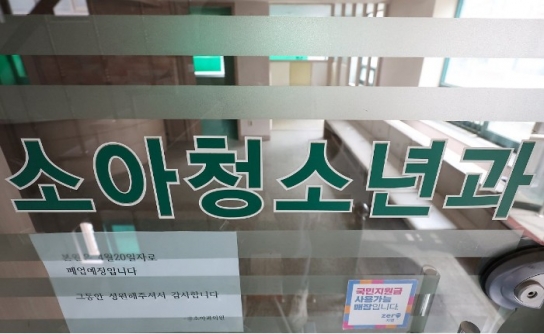 소아청소년과
4월20일자로
폐업예정입니다
그동안 성원해주셔서 감사합니다
국민지원금
사용가능
매장입니다.